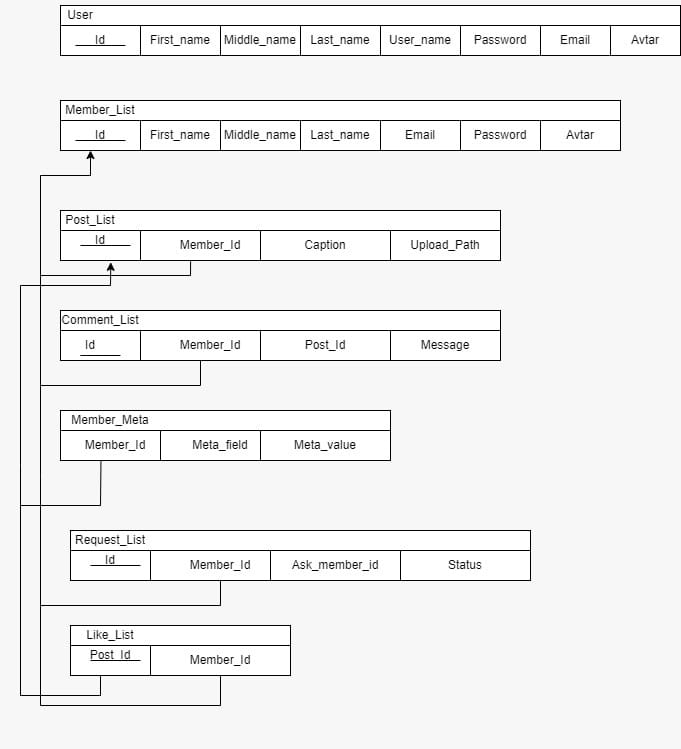 User
Id First_name Middle_name Last_name User_name Password Email Avtar
Member_List
Id First_name Middle_name Last_name Email Password Avtar
Post_List
Id Member_Id Caption Upload_Path
Comment_List
Id Member_Id Post_Id Message
Member_Meta
Member_Id Meta_field Meta_value
Request_List
Id Member_Id Ask_member_id Status
Like_List
Post_Id Member_Id